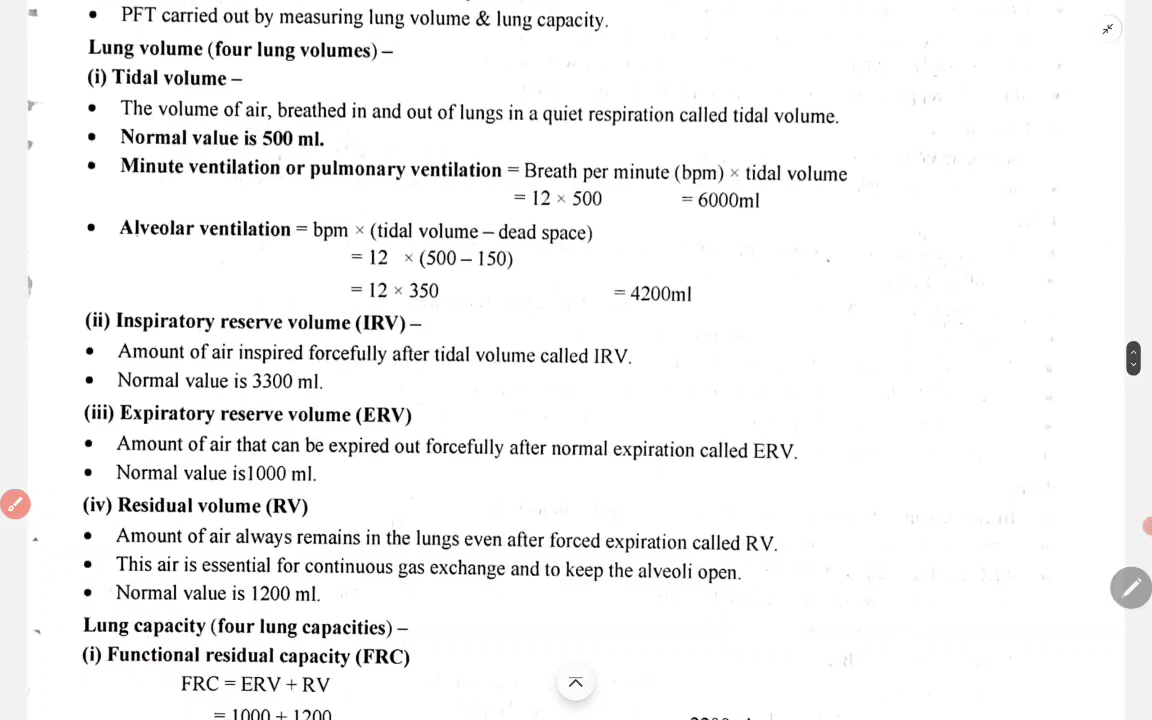 • PFT carried out by measuring lung volume & lung capacity.
Lung volume (four lung volumes) –
(i) Tidal volume –
• The volume of air, breathed in and out of lungs in a quiet respiration called tidal volume.
• Normal value is 500 ml.
• Minute ventilation or pulmonary ventilation = Breath per minute (bpm) × tidal volume
= 12 × 500 = 6000ml
• Alveolar ventilation = bpm × (tidal volume – dead space)
= 12 × (500 – 150)
= 12 × 350 = 4200ml
(ii) Inspiratory reserve volume (IRV) –
• Amount of air inspired forcefully after tidal volume called IRV.
• Normal value is 3300 ml.
(iii) Expiratory reserve volume (ERV)
• Amount of air that can be expired out forcefully after normal expiration called ERV.
• Normal value is1000 ml.
(iv) Residual volume (RV)
• Amount of air always remains in the lungs even after forced expiration called RV.
• This air is essential for continuous gas exchange and to keep the alveoli open.
• Normal value is 1200 ml.
Lung capacity (four lung capacities) –
(i) Functional residual capacity (FRC)
FRC = ERV + RV
= 1000 + 1200